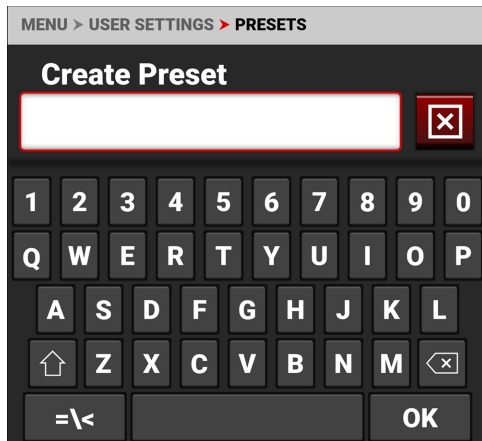 MENU > USER SETTINGS > PRESETS
Create Preset
1 2 3 4 5 6 7 8 9 0
Q W E R T Y U I O P
A S D F G H J K L
Z X C V B N M
=\< OK